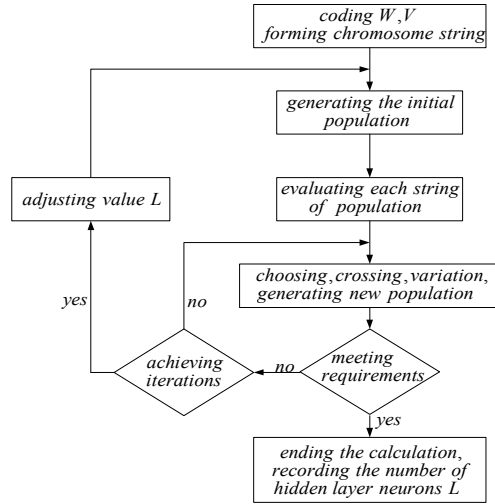 coding W,V
forming chromosome string
generating the initial
population
adjusting value L
evaluating each string
of population
choosing,crossing,variation,
generating new population
yes
no
achieving
iterations
no
meeting
requirements
yes
ending the calculation,
recording the number of
hidden layer neurons L